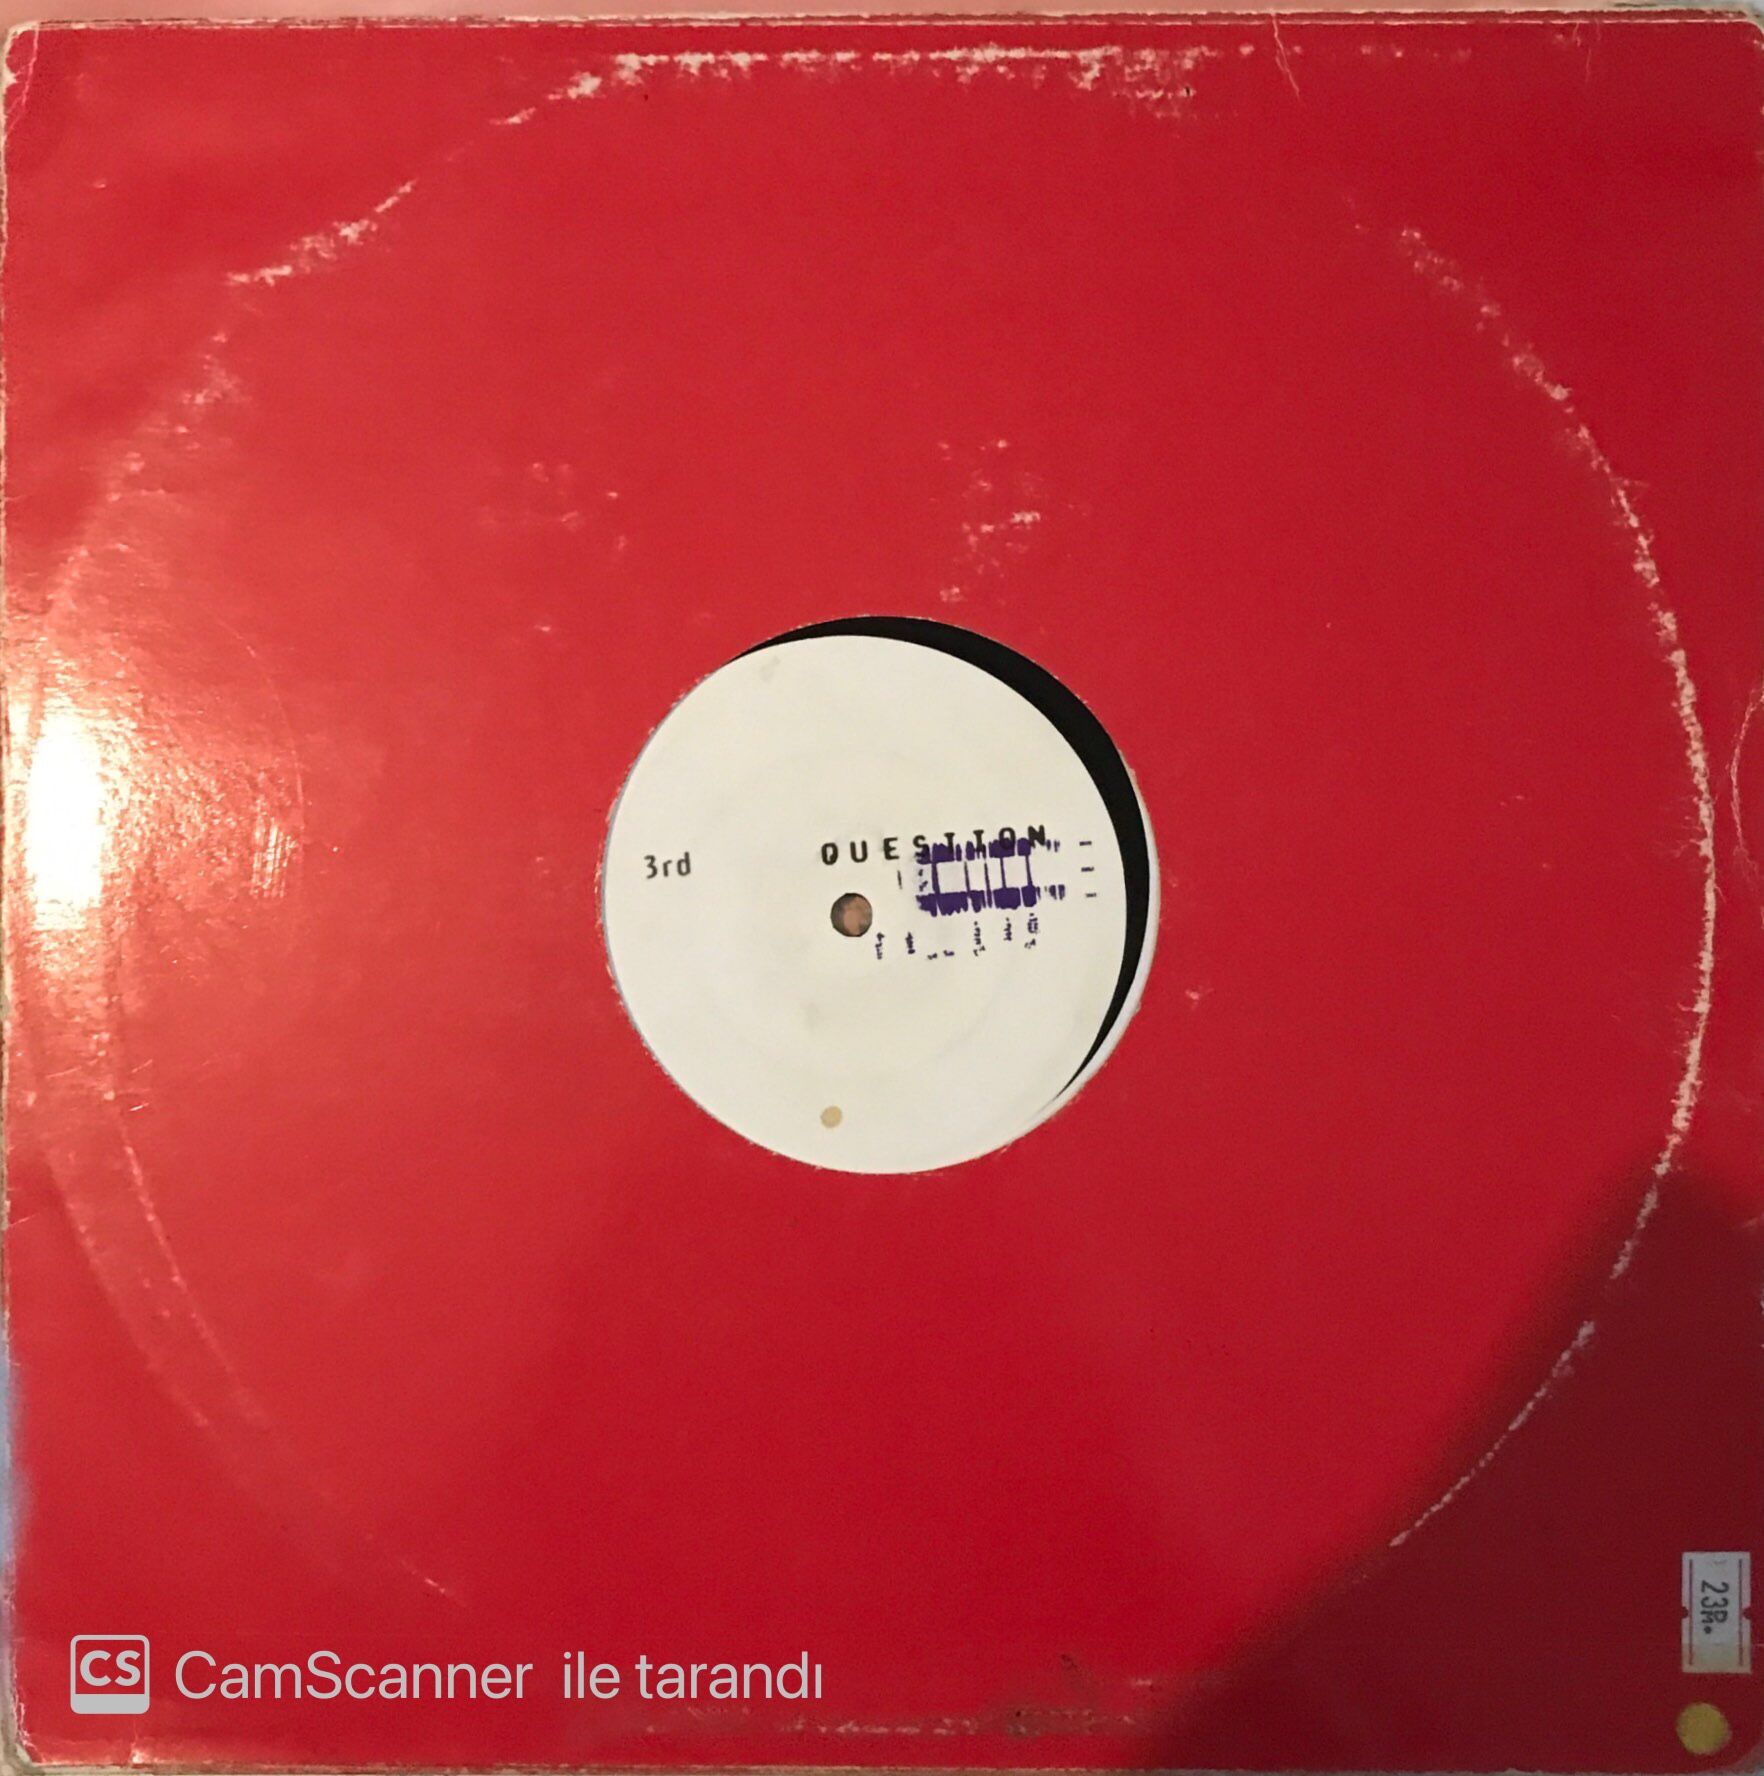 3rd QUESTION
23P.
CS CamScanner ile tarandı